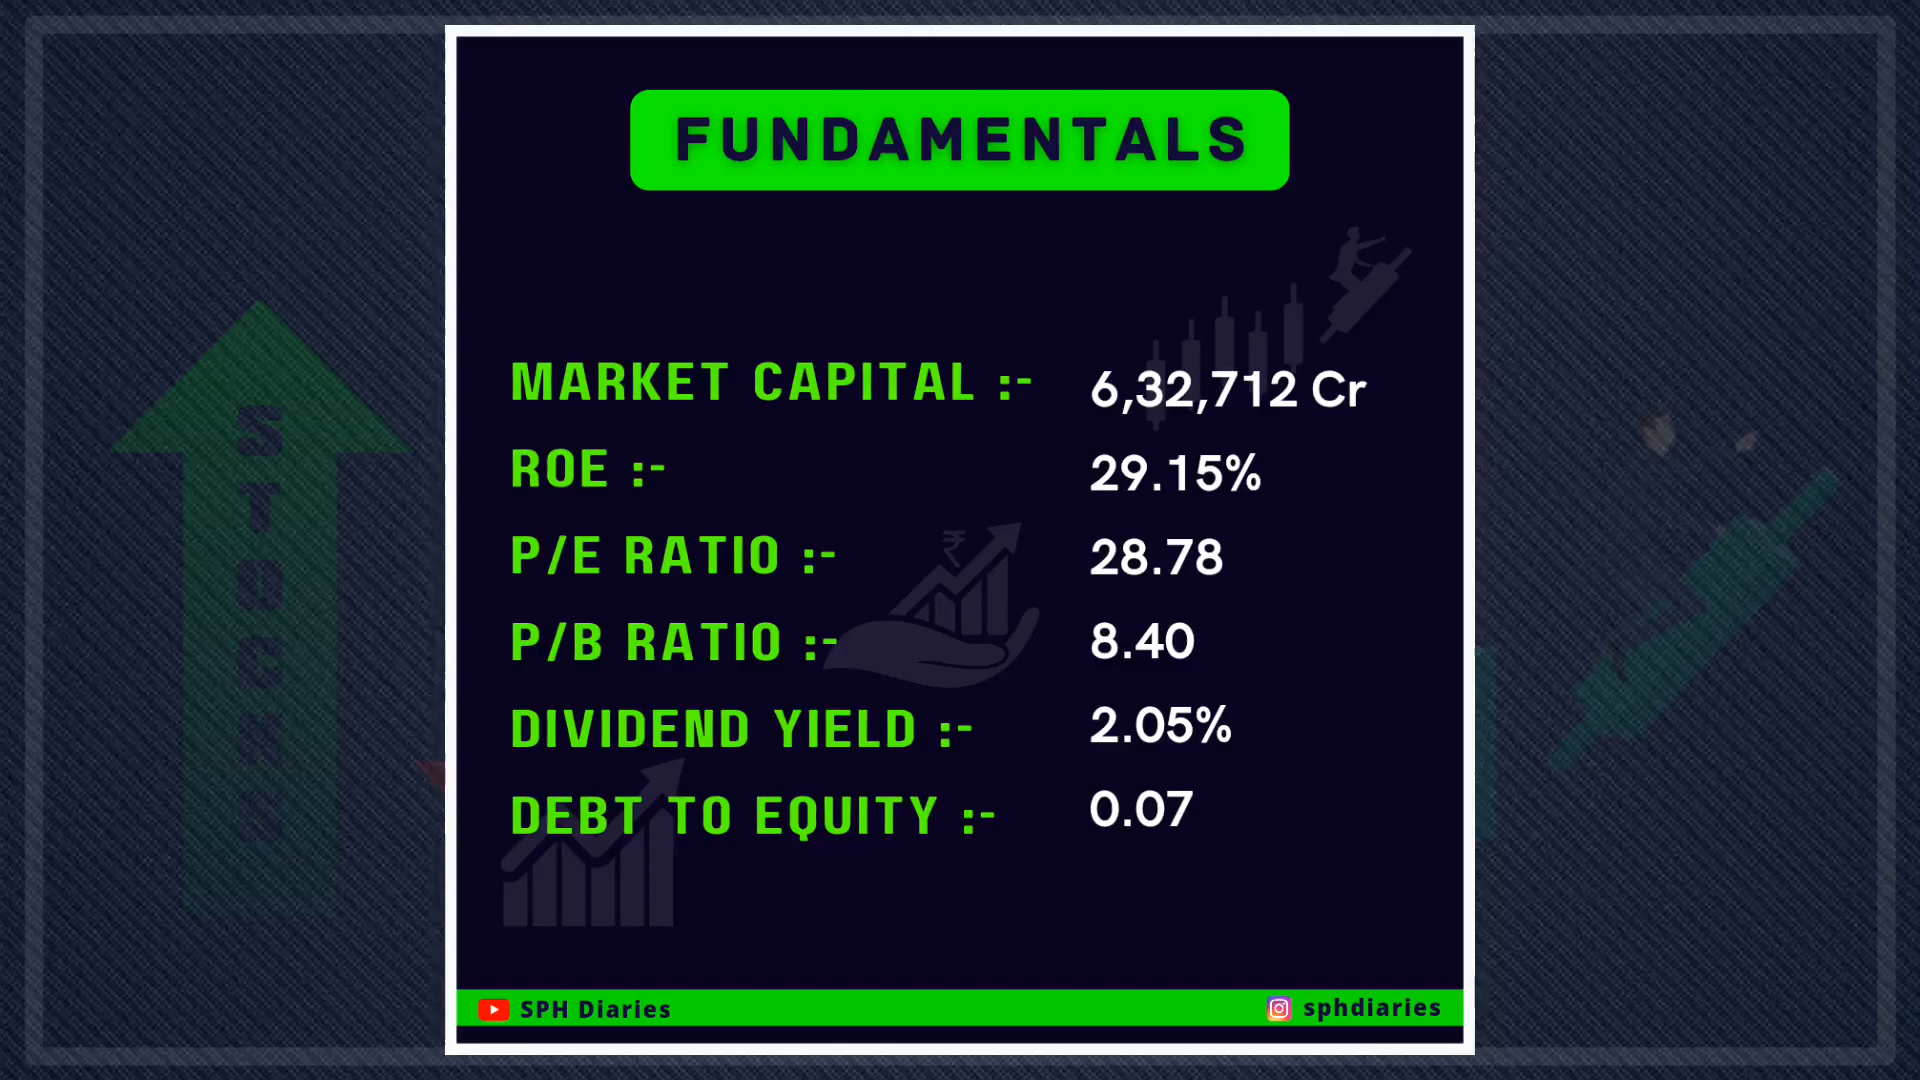 FUNDAMENTALS
MARKET CAPITAL :- 6,32,712 Cr
ROE :- 29.15%
P/E RATIO :- 28.78
P/B RATIO :- 8.40
DIVIDEND YIELD :- 2.05%
DEBT TO EQUITY :- 0.07
₹
STOCKS
SPH Diaries
sphdiaries